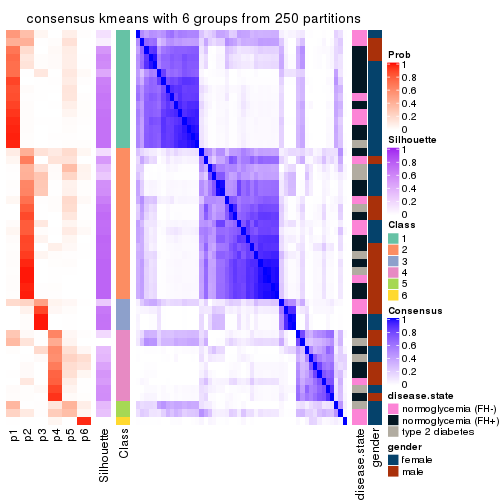 consensus kmeans with 6 groups from 250 partitions
Prob
1
0.8
0.6
0.4
0.2
0
Silhouette
1
0.8
0.6
0.4
0.2
0
Class
1
2
3
4
5
6
Consensus
1
0.8
0.6
0.4
0.2
0
disease.state
normoglycemia (FH-)
normoglycemia (FH+)
type 2 diabetes
gender
female
male
p1
p2
p3
p4
p5
p6
Silhouette
Class
disease.state
gender